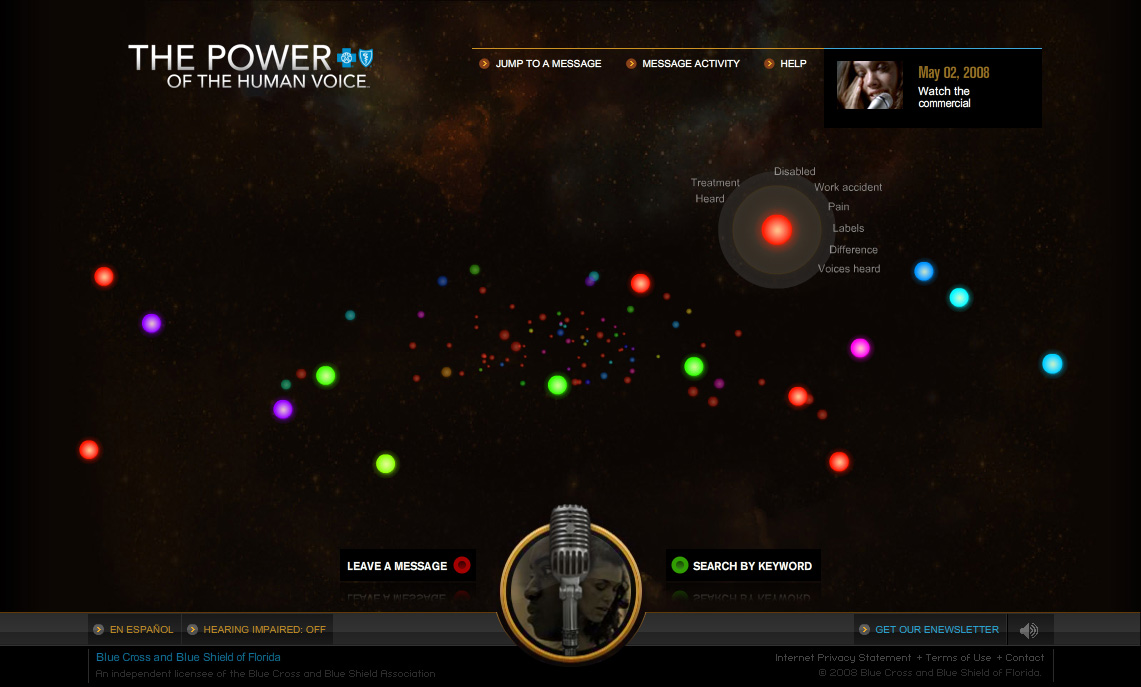 THE POWER
OF THE HUMAN VOICE
JUMP TO A MESSAGE
MESSAGE ACTIVITY
HELP
May 02, 2008
Watch the
commercial
Disabled
Treatment
Work accident
Heard
Pain
Labels
Difference
Voices heard
LEAVE A MESSAGE
SEARCH BY KEYWORD
EN ESPAÑOL
HEARING IMPAIRED: OFF
GET OUR ENEWSLETTER
Blue Cross and Blue Shield of Florida
An independent licensee of the Blue Cross and Blue Shield Association
Internet Privacy Statement + Terms of Use + Contact
© 2008 Blue Cross and Blue Shield of Florida.